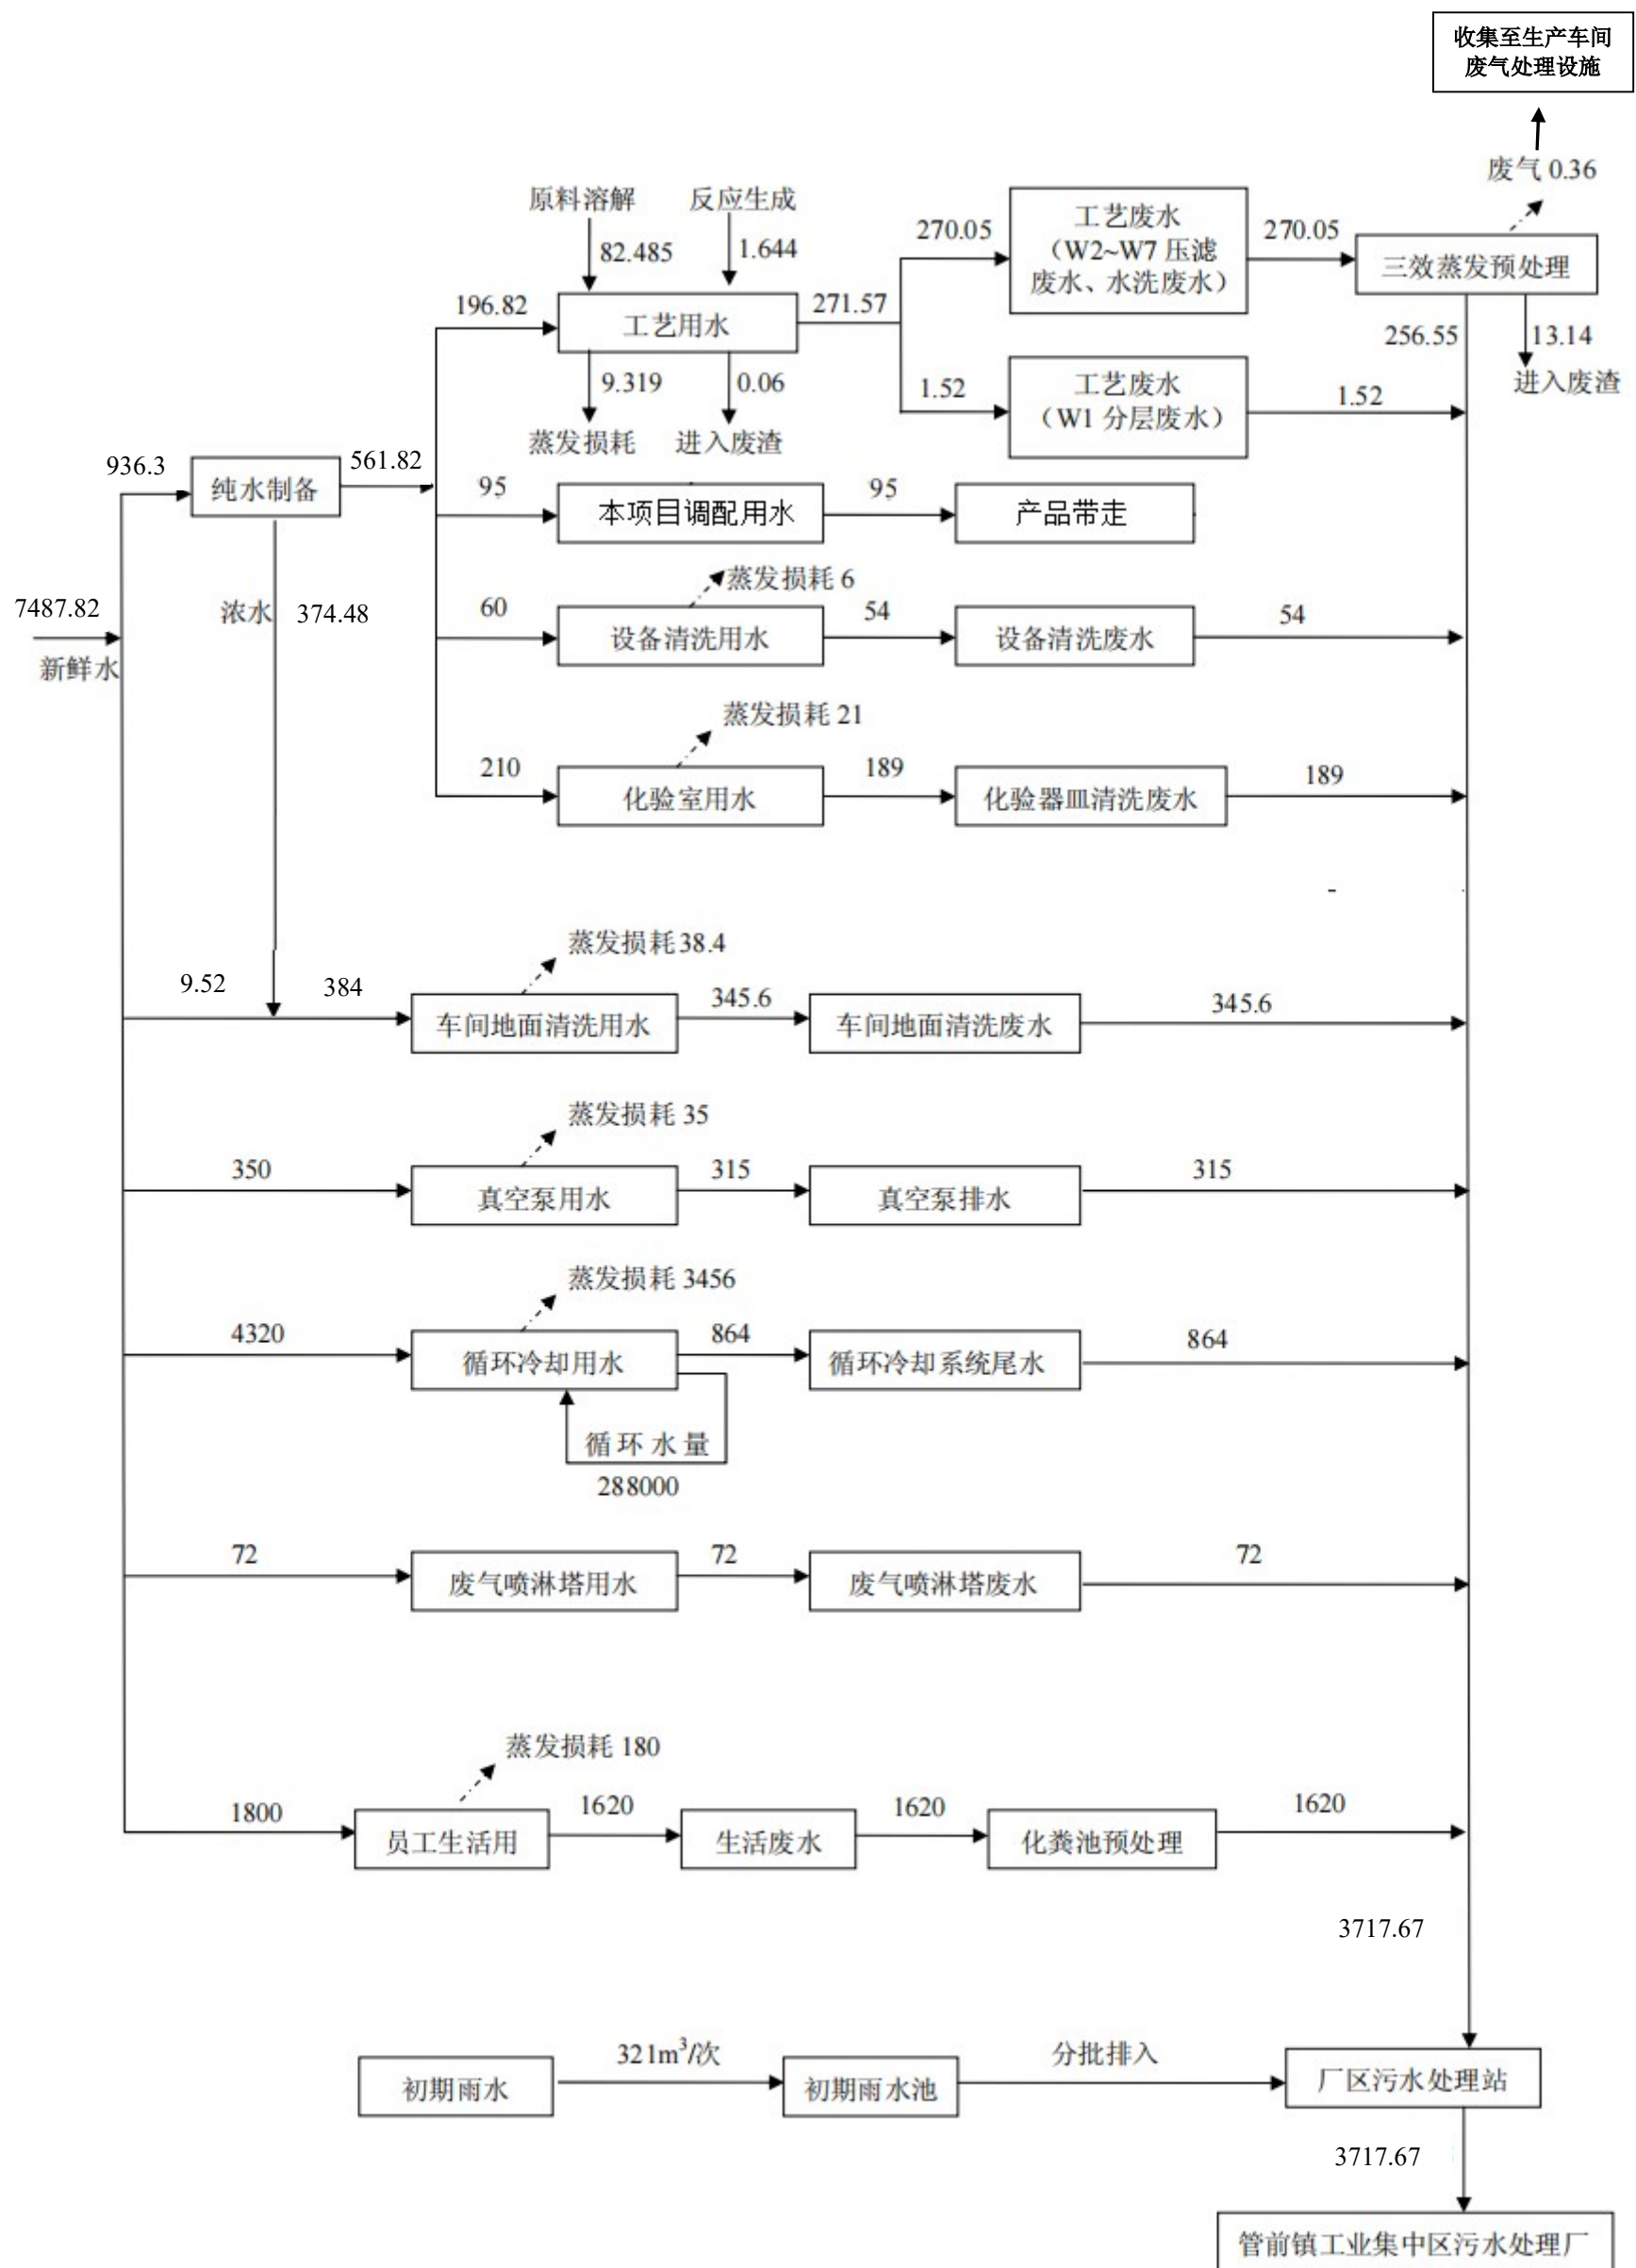 收集至生产车间
废气处理设施
废气 0.36
原料溶解
反应生成
82.485
1.644
270.05
工艺废水
（W2~W7 压滤
废水、水洗废水）
270.05
三效蒸发预处理
196.82
工艺用水
271.57
256.55
13.14
进入废渣
9.319
0.06
蒸发损耗
进入废渣
1.52
工艺废水
（W1 分层废水）
1.52
936.3
纯水制备
561.82
95
本项目调配用水
95
产品带走
蒸发损耗 6
7487.82
新鲜水
浓水
374.48
60
设备清洗用水
54
设备清洗废水
54
蒸发损耗 21
210
化验室用水
189
化验器皿清洗废水
189
蒸发损耗 38.4
9.52
384
车间地面清洗用水
345.6
车间地面清洗废水
345.6
蒸发损耗 35
350
真空泵用水
315
真空泵排水
315
蒸发损耗 3456
4320
循环冷却用水
864
循环冷却系统尾水
864
循环水量
288000
72
废气喷淋塔用水
72
废气喷淋塔废水
72
蒸发损耗 180
1800
员工生活用
1620
生活废水
1620
化粪池预处理
1620
3717.67
初期雨水
321m³/次
初期雨水池
分批排入
厂区污水处理站
3717.67
管前镇工业集中区污水处理厂